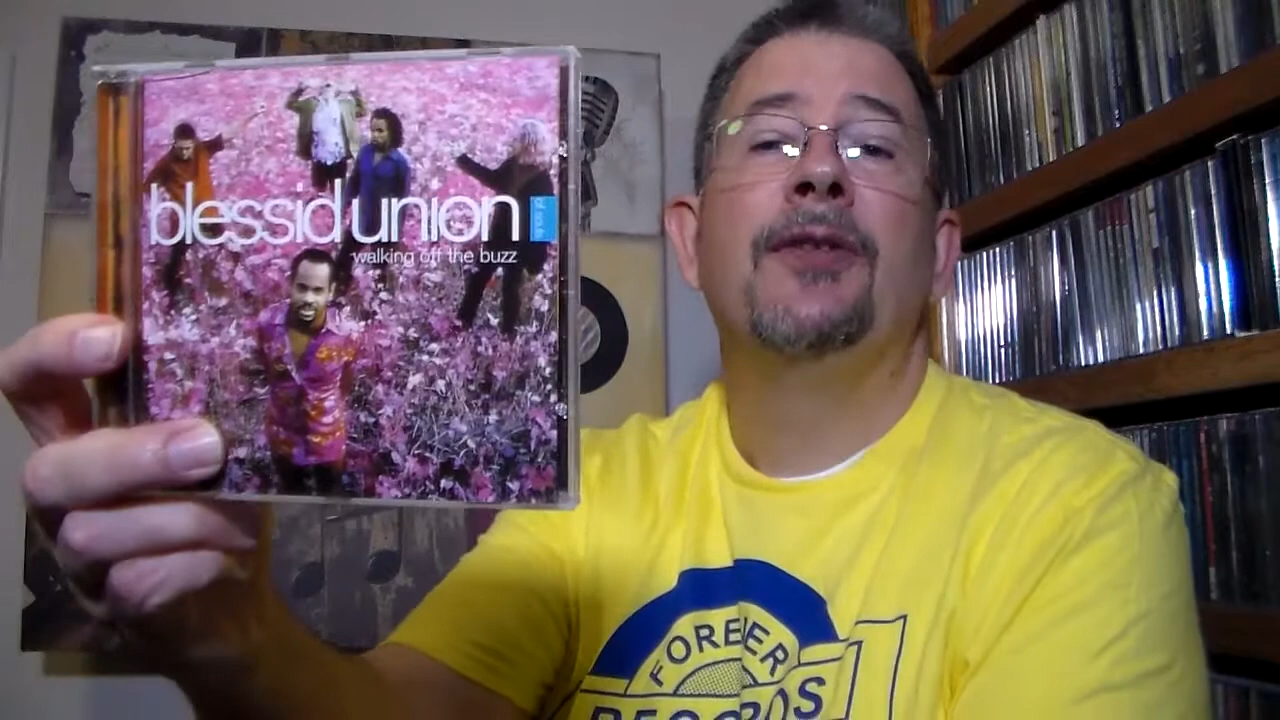 blessid union
of souls
walking off the buzz
FOREVER
RECORDS